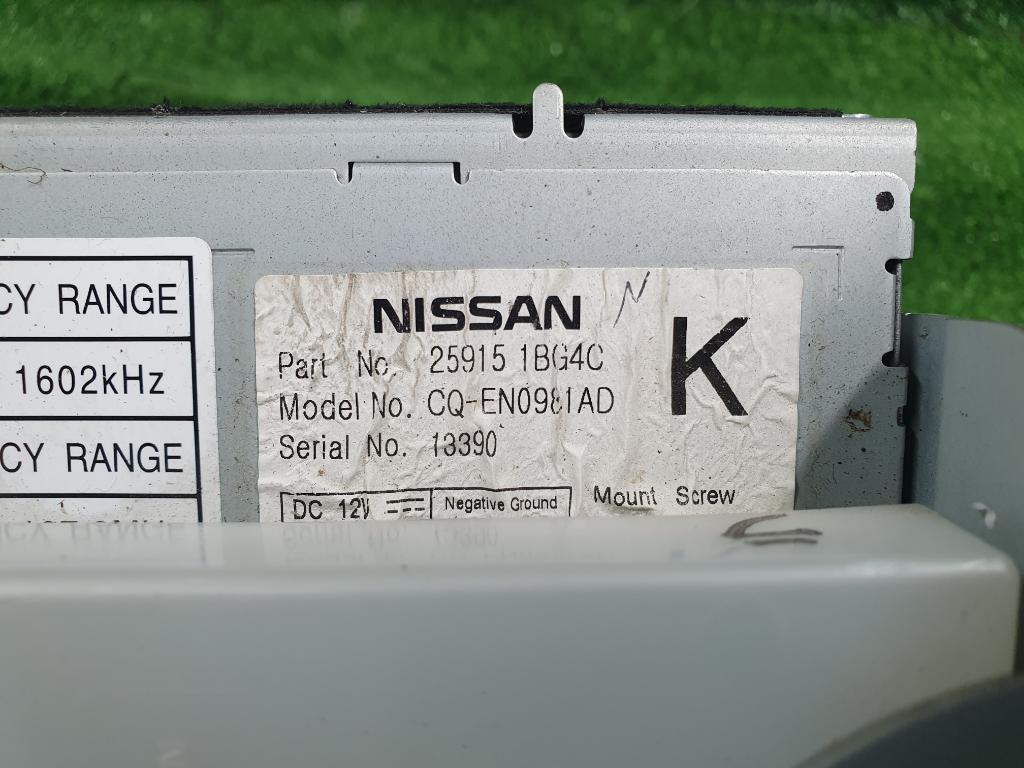 CY RANGE
1602kHz
CY RANGE
NISSAN N
K
Part No. 25915 1BG4C
Model No. CQ-EN0981AD
Serial No. 13390
DC 12V
Negative Ground
Mount Screw